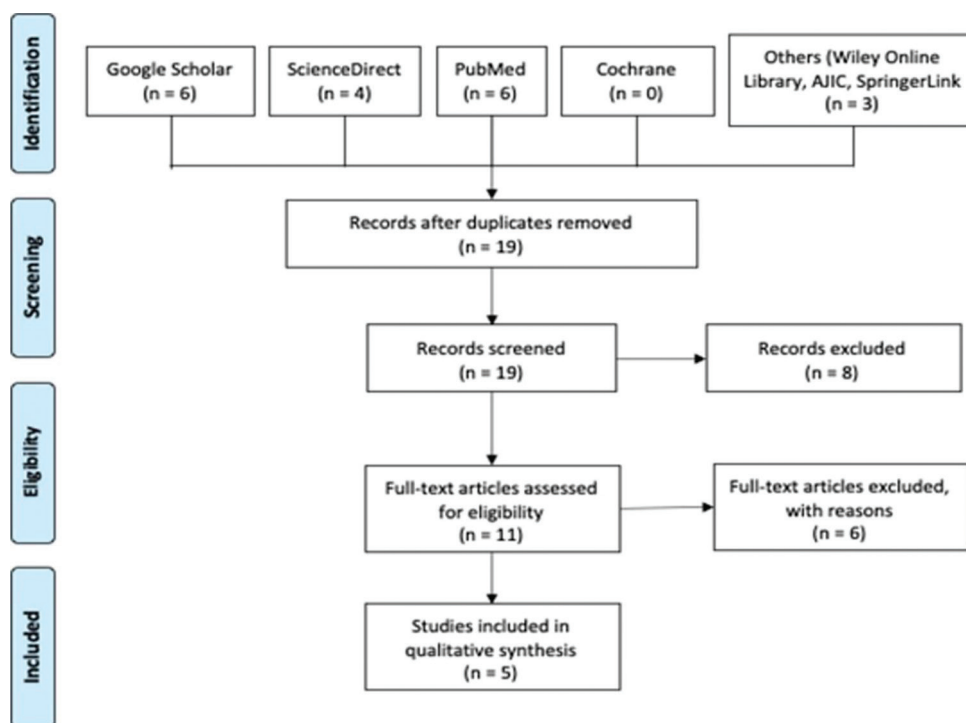 Identification
Google Scholar
(n = 6)
ScienceDirect
(n = 4)
PubMed
(n = 6)
Cochrane
(n = 0)
Others (Wiley Online
Library, AJIC, SpringerLink
(n = 3)
Screening
Records after duplicates removed
(n = 19)
Records screened
(n = 19)
Records excluded
(n = 8)
Eligibility
Full-text articles assessed
for eligibility
(n = 11)
Full-text articles excluded,
with reasons
(n = 6)
Included
Studies included in
qualitative synthesis
(n = 5)